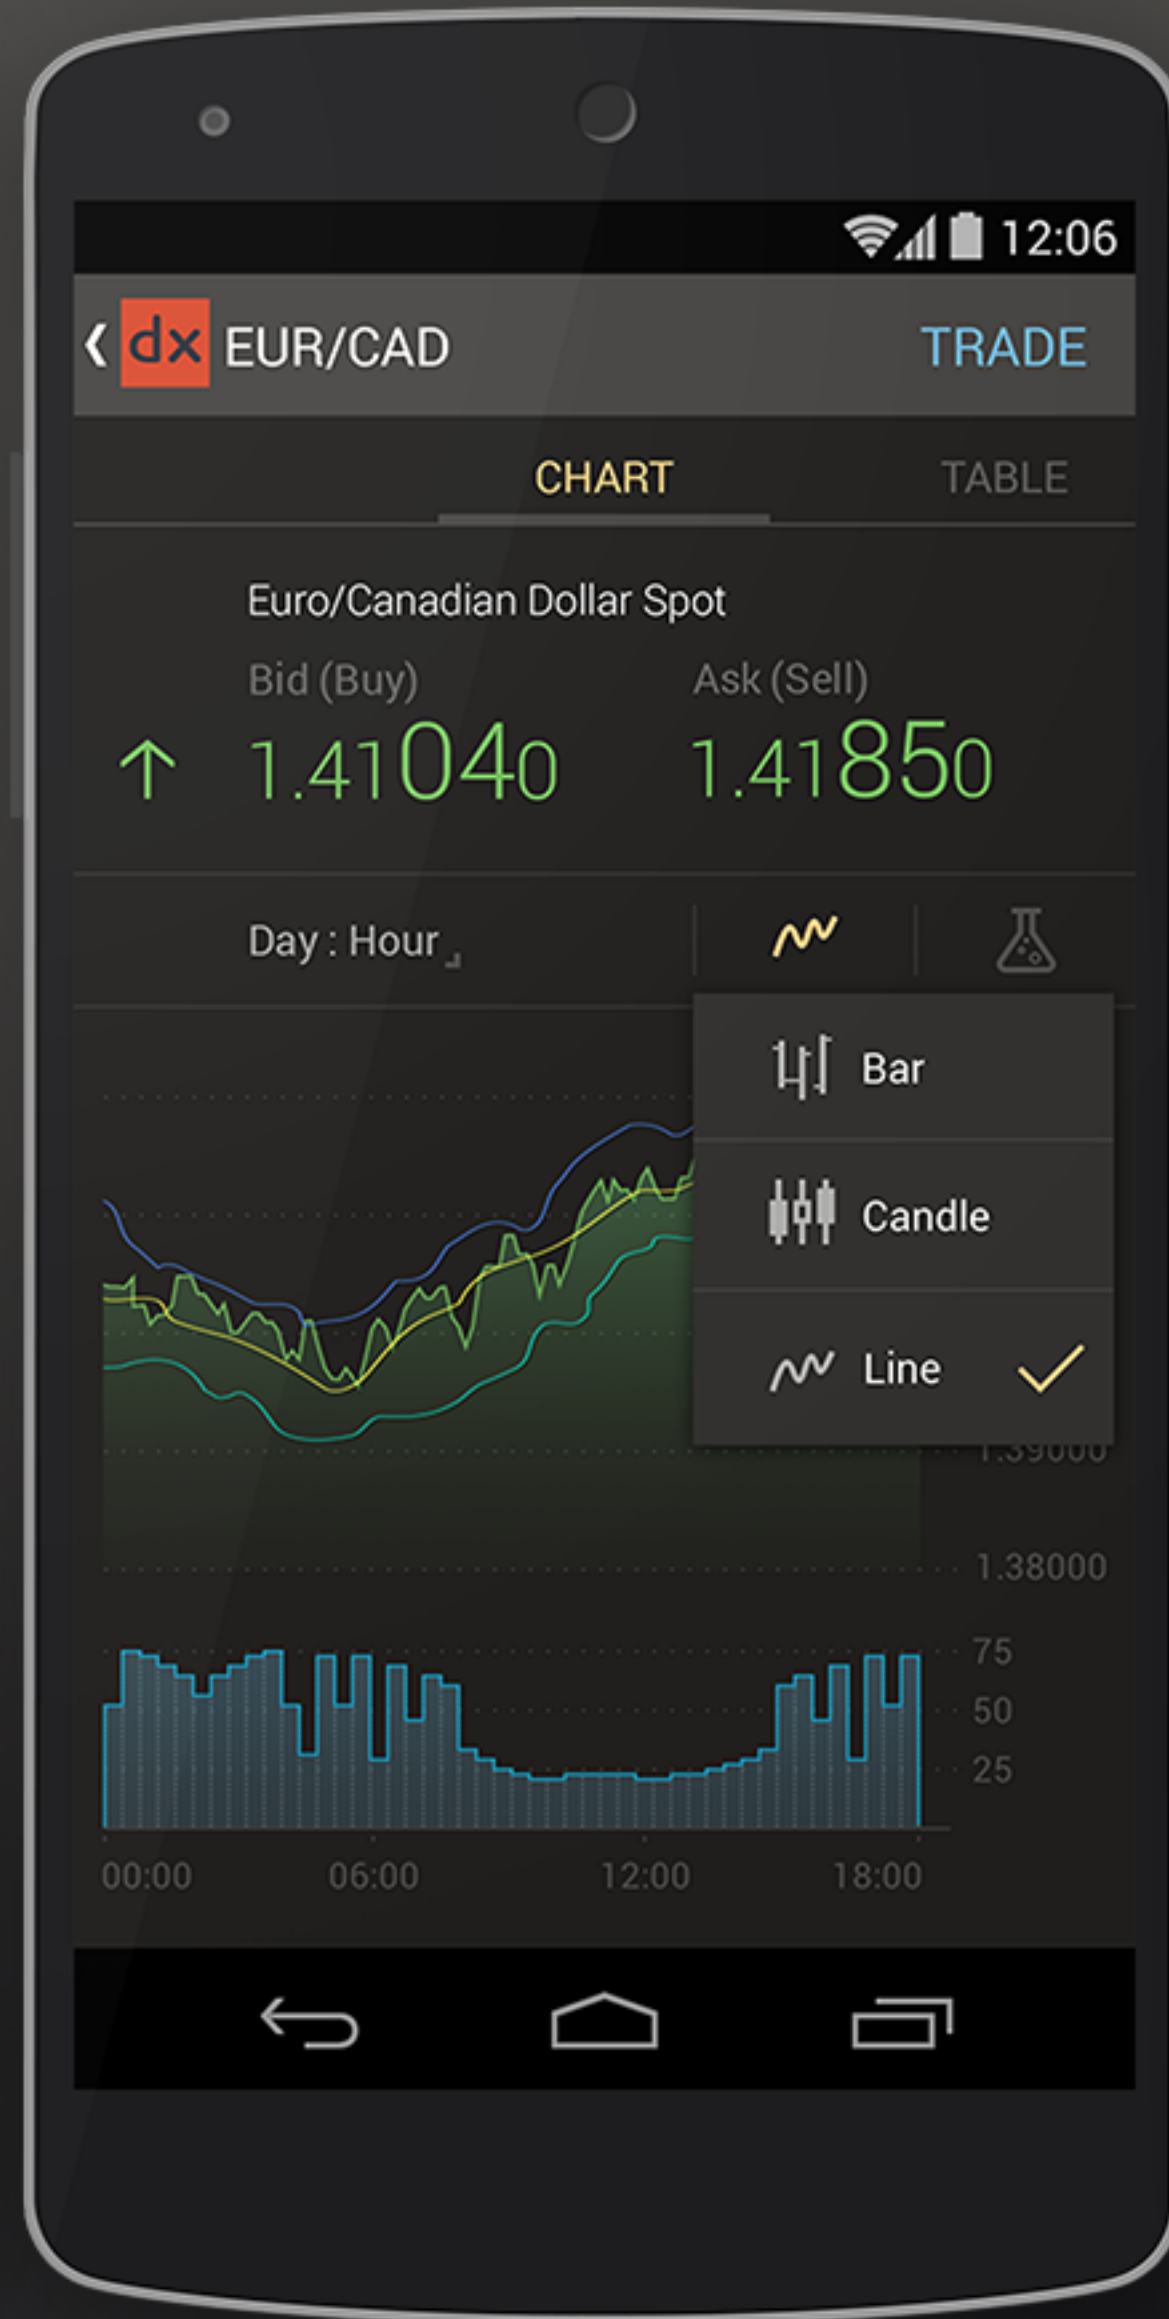 12:06
dx EUR/CAD TRADE
CHART TABLE
Euro/Canadian Dollar Spot
Bid (Buy) Ask (Sell)
1.41040 1.41850
Day : Hour
Bar
Candle
Line
1.39000
1.38000
75
50
25
00:00 06:00 12:00 18:00